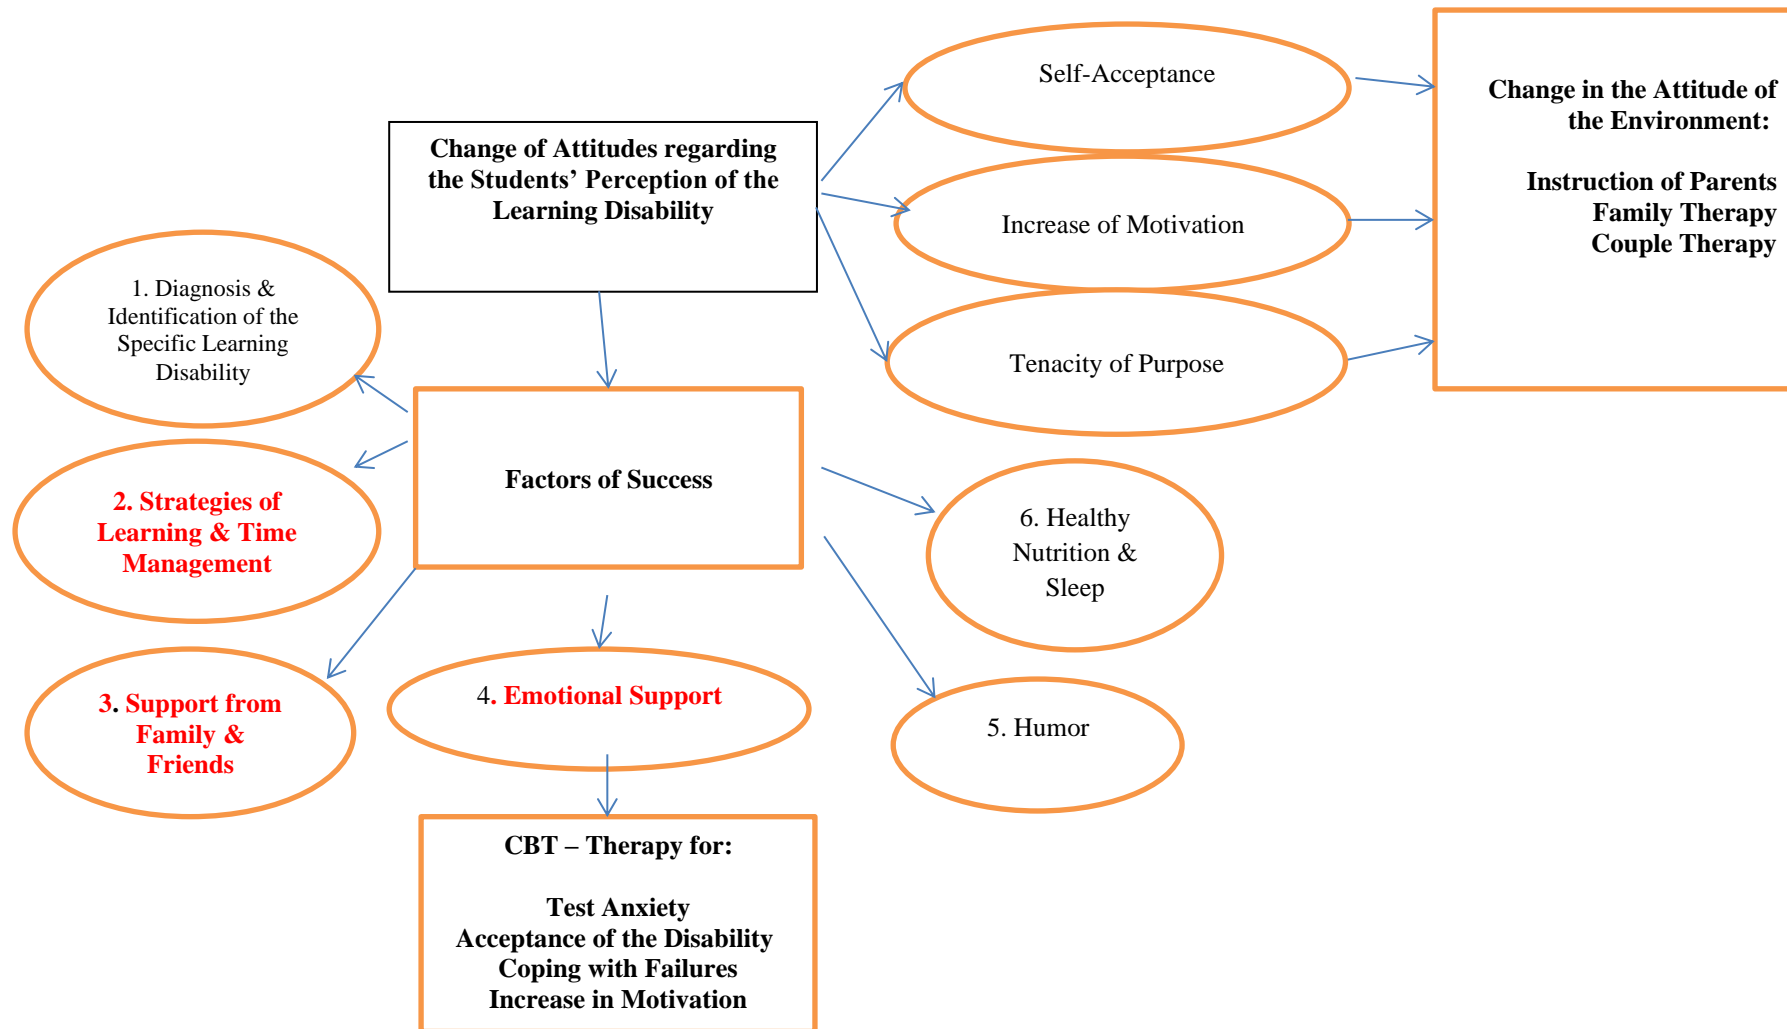 Self-Acceptance
Change in the Attitude of
the Environment:
Instruction of Parents
Family Therapy
Couple Therapy
Change of Attitudes regarding
the Students’ Perception of the
Learning Disability
Increase of Motivation
Tenacity of Purpose
1. Diagnosis &
Identification of the
Specific Learning
Disability
Factors of Success
2. Strategies of
Learning & Time
Management
6. Healthy
Nutrition &
Sleep
3. Support from
Family &
Friends
4. Emotional Support
5. Humor
CBT – Therapy for:
Test Anxiety
Acceptance of the Disability
Coping with Failures
Increase in Motivation